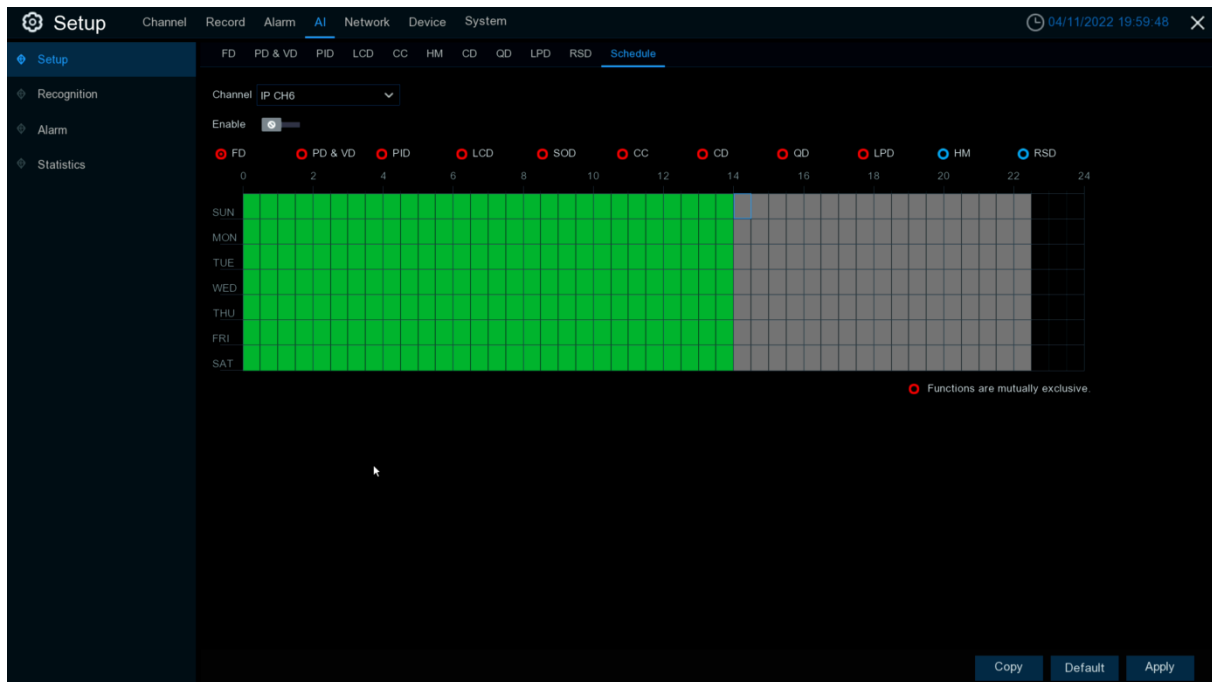 Setup Channel Record Alarm AI Network Device System 04/11/2022 19:59:48
Setup
Recognition
Alarm
Statistics
FD PD & VD PID LCD CC HM CD QD LPD RSD Schedule
Channel IP CH6
Enable
FD PD & VD PID LCD SOD CC CD QD LPD HM RSD
0 2 4 6 8 10 12 14 16 18 20 22 24
SUN
MON
TUE
WED
THU
FRI
SAT
Functions are mutually exclusive.
Copy Default Apply